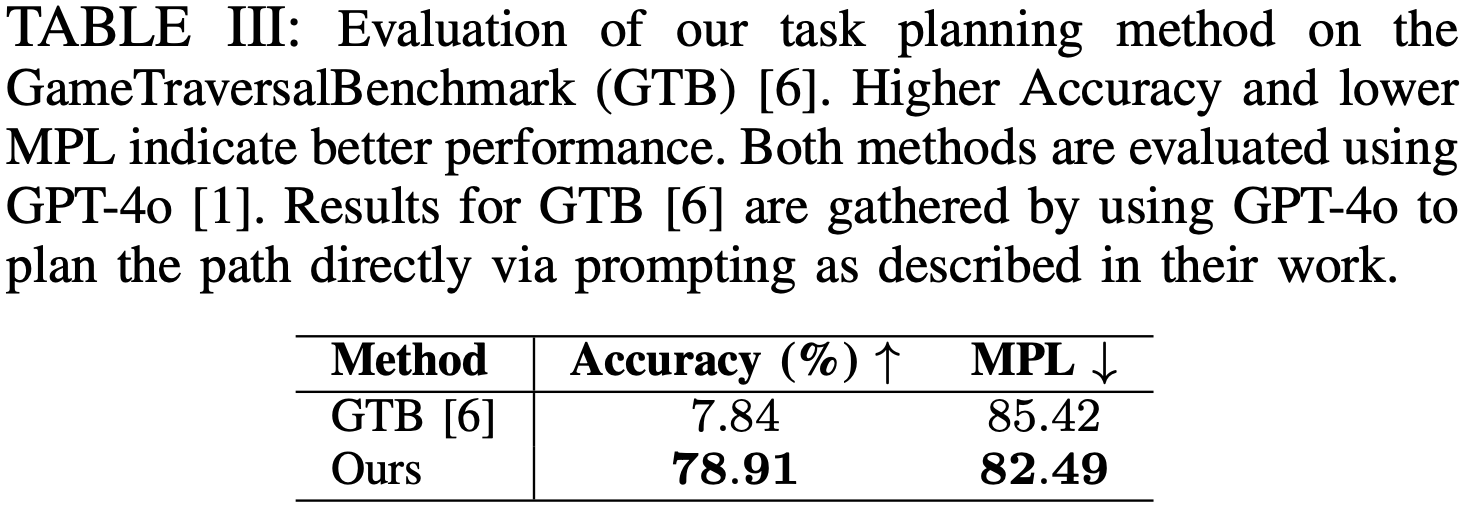 TABLE III: Evaluation of our task planning method on the
GameTraversalBenchmark (GTB) [6]. Higher Accuracy and lower
MPL indicate better performance. Both methods are evaluated using
GPT-4o [1]. Results for GTB [6] are gathered by using GPT-4o to
plan the path directly via prompting as described in their work.
Method Accuracy (%) ↑ MPL ↓
GTB [6] 7.84 85.42
Ours 78.91 82.49